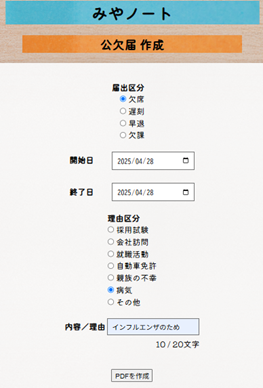 みやノート
公欠届 作成
届出区分
欠席
遅刻
早退
欠課
開始日 2025/04/28
終了日 2025/04/28
理由区分
採用試験
会社訪問
就職活動
自動車免許
親族の不幸
病気
その他
内容/理由 インフルエンザのため
10 / 20文字
PDFを作成